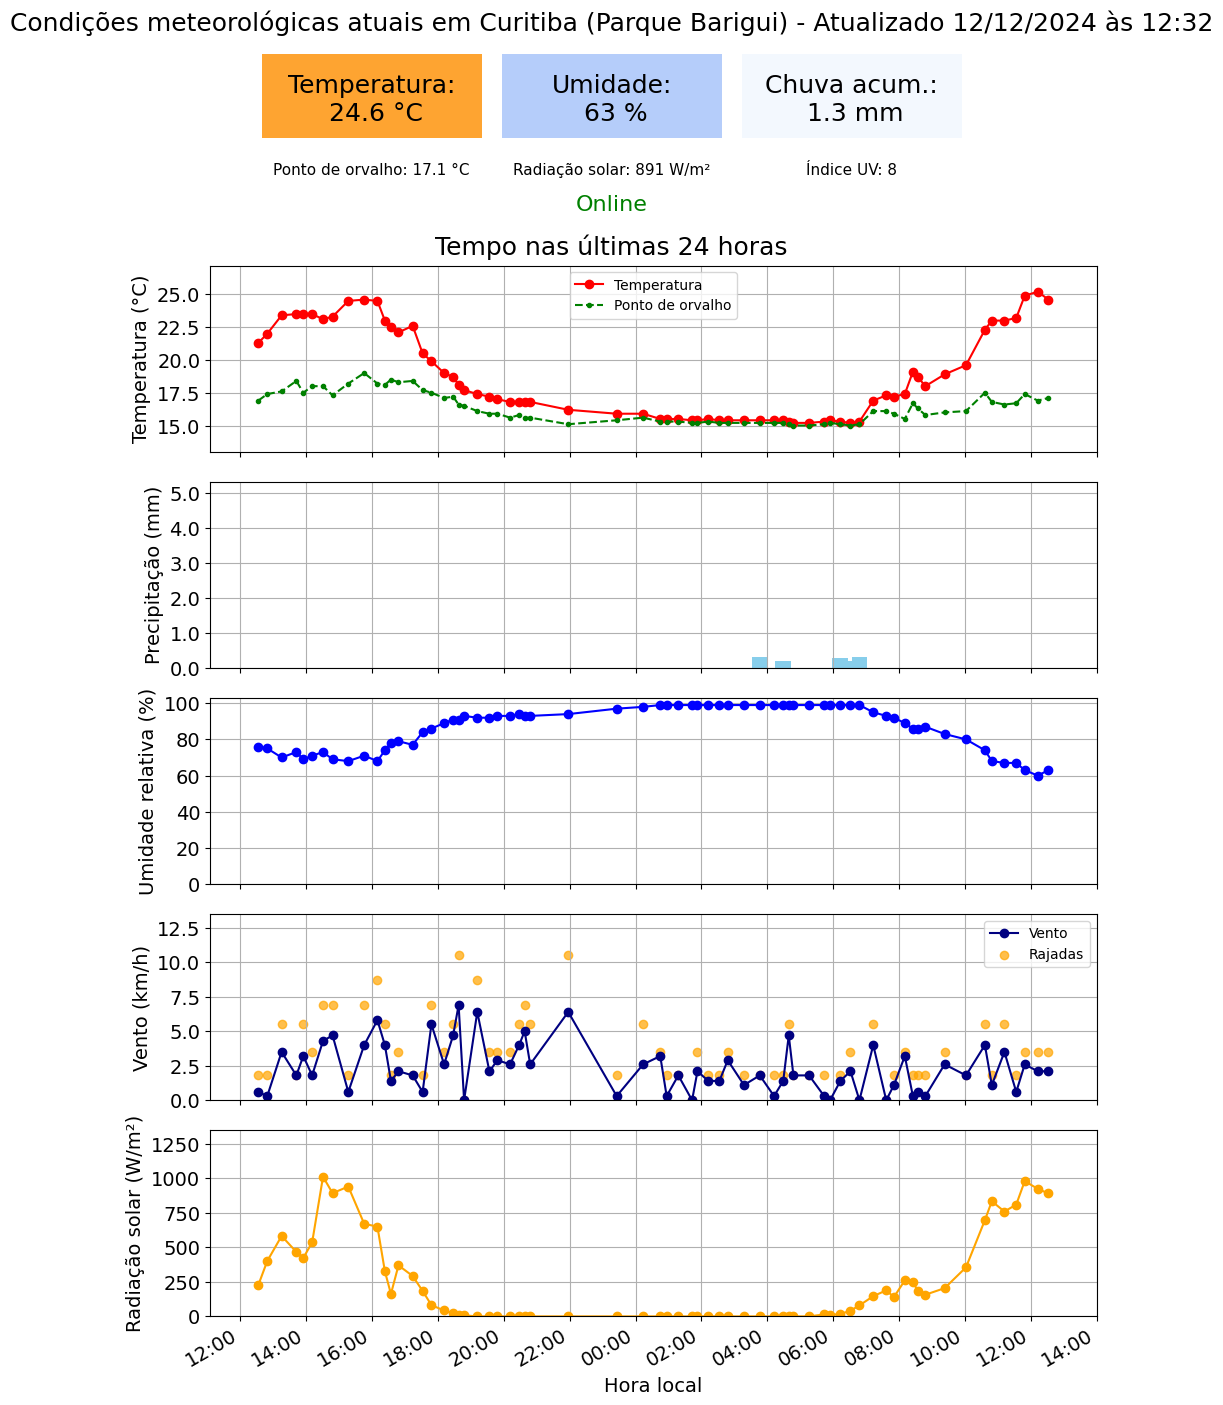 Condições meteorológicas atuais em Curitiba (Parque Barigui) - Atualizado 12/12/2024 às 12:32
Temperatura:
24.6 °C
Umidade:
63 %
Chuva acum.:
1.3 mm
Ponto de orvalho: 17.1 °C
Radiação solar: 891 W/m²
Índice UV: 8
Online
Tempo nas últimas 24 horas
Temperatura (°C)
25.0
22.5
20.0
17.5
15.0
Temperatura
Ponto de orvalho
Precipitação (mm)
5.0
4.0
3.0
2.0
1.0
0.0
Umidade relativa (%)
100
80
60
40
20
0
Vento (km/h)
12.5
10.0
7.5
5.0
2.5
0.0
Vento
Rajadas
Radiação solar (W/m²)
1250
1000
750
500
250
0
12:00
14:00
16:00
18:00
20:00
22:00
00:00
02:00
04:00
06:00
08:00
10:00
12:00
14:00
Hora local